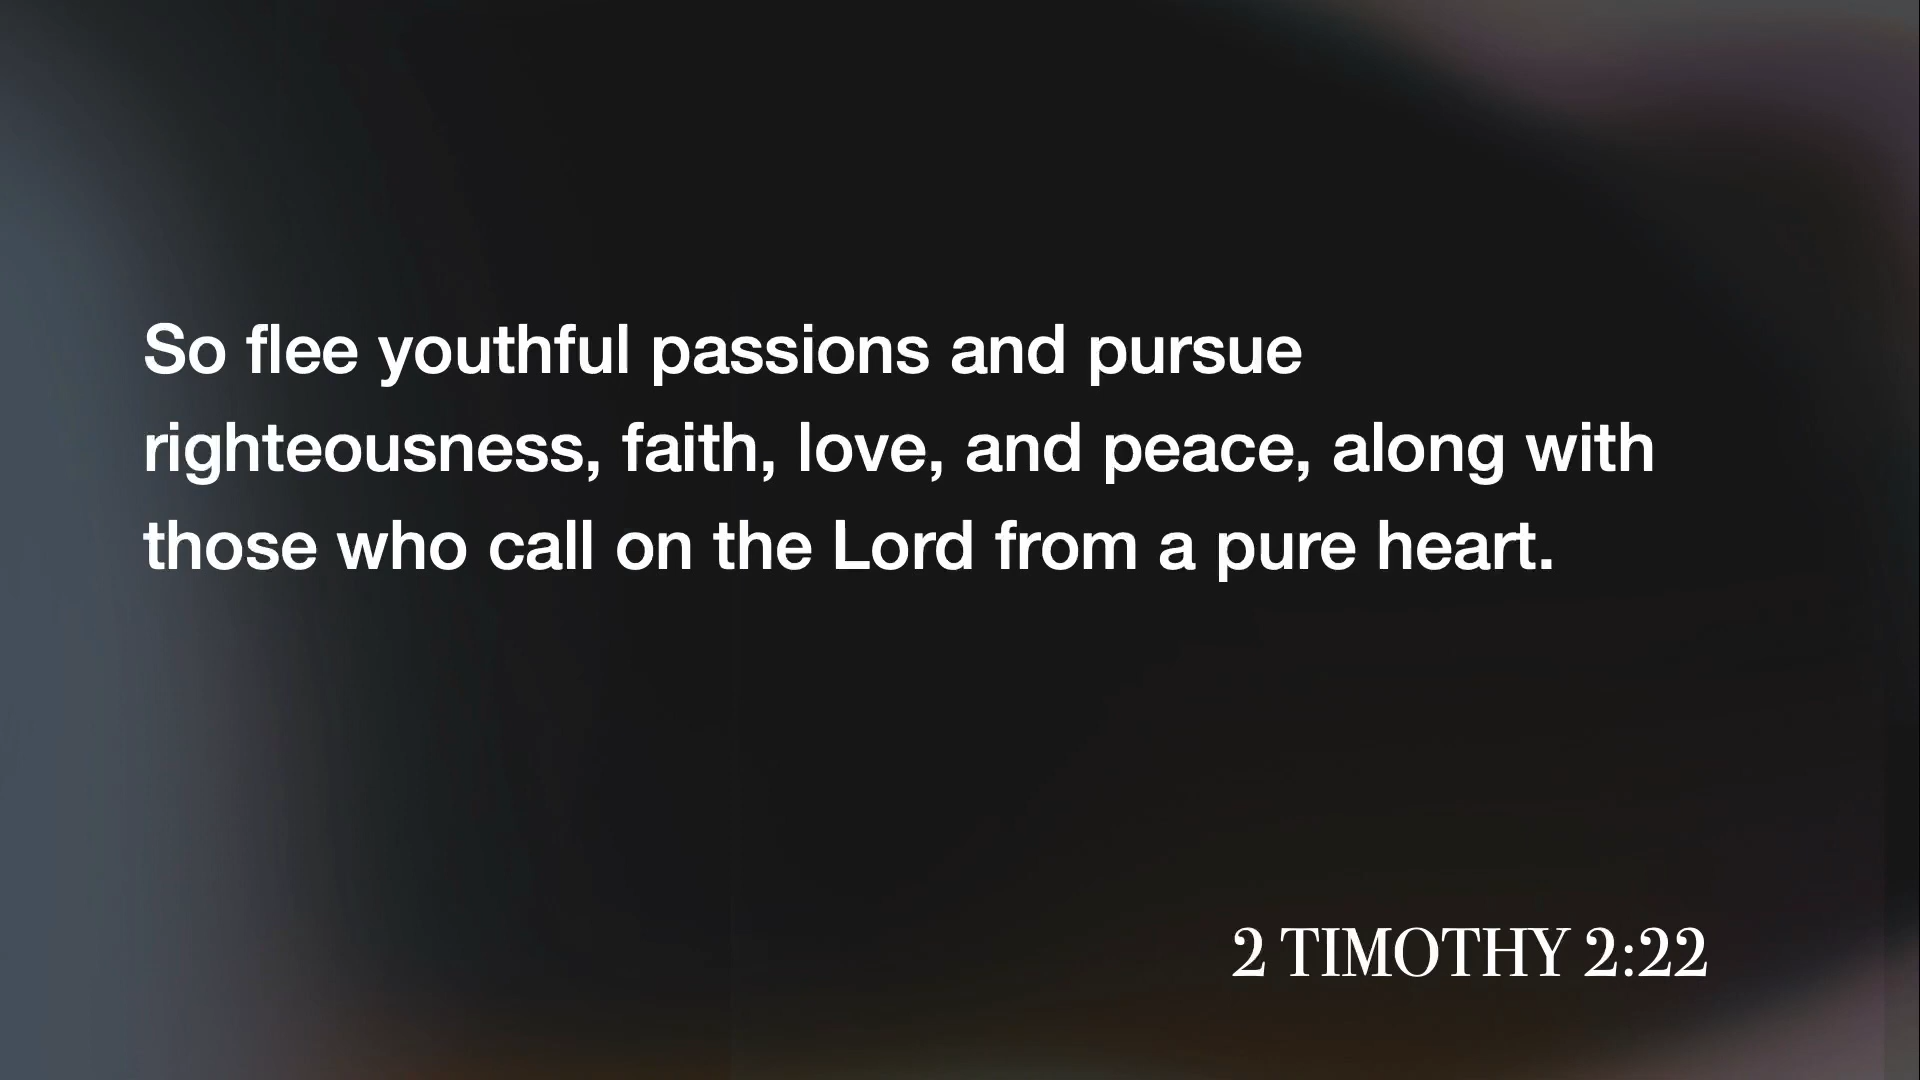 So flee youthful passions and pursue
righteousness, faith, love, and peace, along with
those who call on the Lord from a pure heart.
2 TIMOTHY 2:22